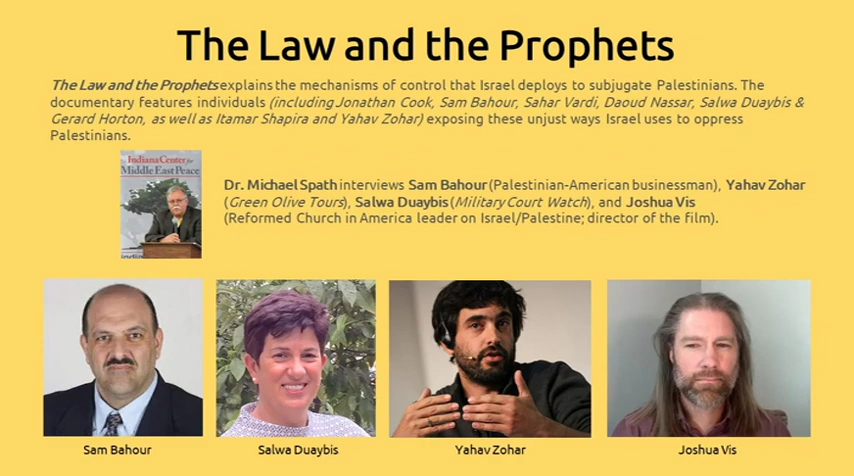 The Law and the Prophets
The Law and the Prophets explains the mechanisms of control that Israel deploys to subjugate Palestinians. The
documentary features individuals (including Jonathan Cook, Sam Bahour, Sahar Vardi, Daoud Nassar, Salwa Duaybis &
Gerard Horton, as well as Itamar Shapira and Yahav Zohar) exposing these unjust ways Israel uses to oppress
Palestinians.
Indiana Center for
Middle East Peace
Dr. Michael Spath interviews Sam Bahour (Palestinian-American businessman), Yahav Zohar
(Green Olive Tours), Salwa Duaybis (Military Court Watch), and Joshua Vis
(Reformed Church in America leader on Israel/Palestine; director of the film).
Sam Bahour
Salwa Duaybis
Yahav Zohar
Joshua Vis